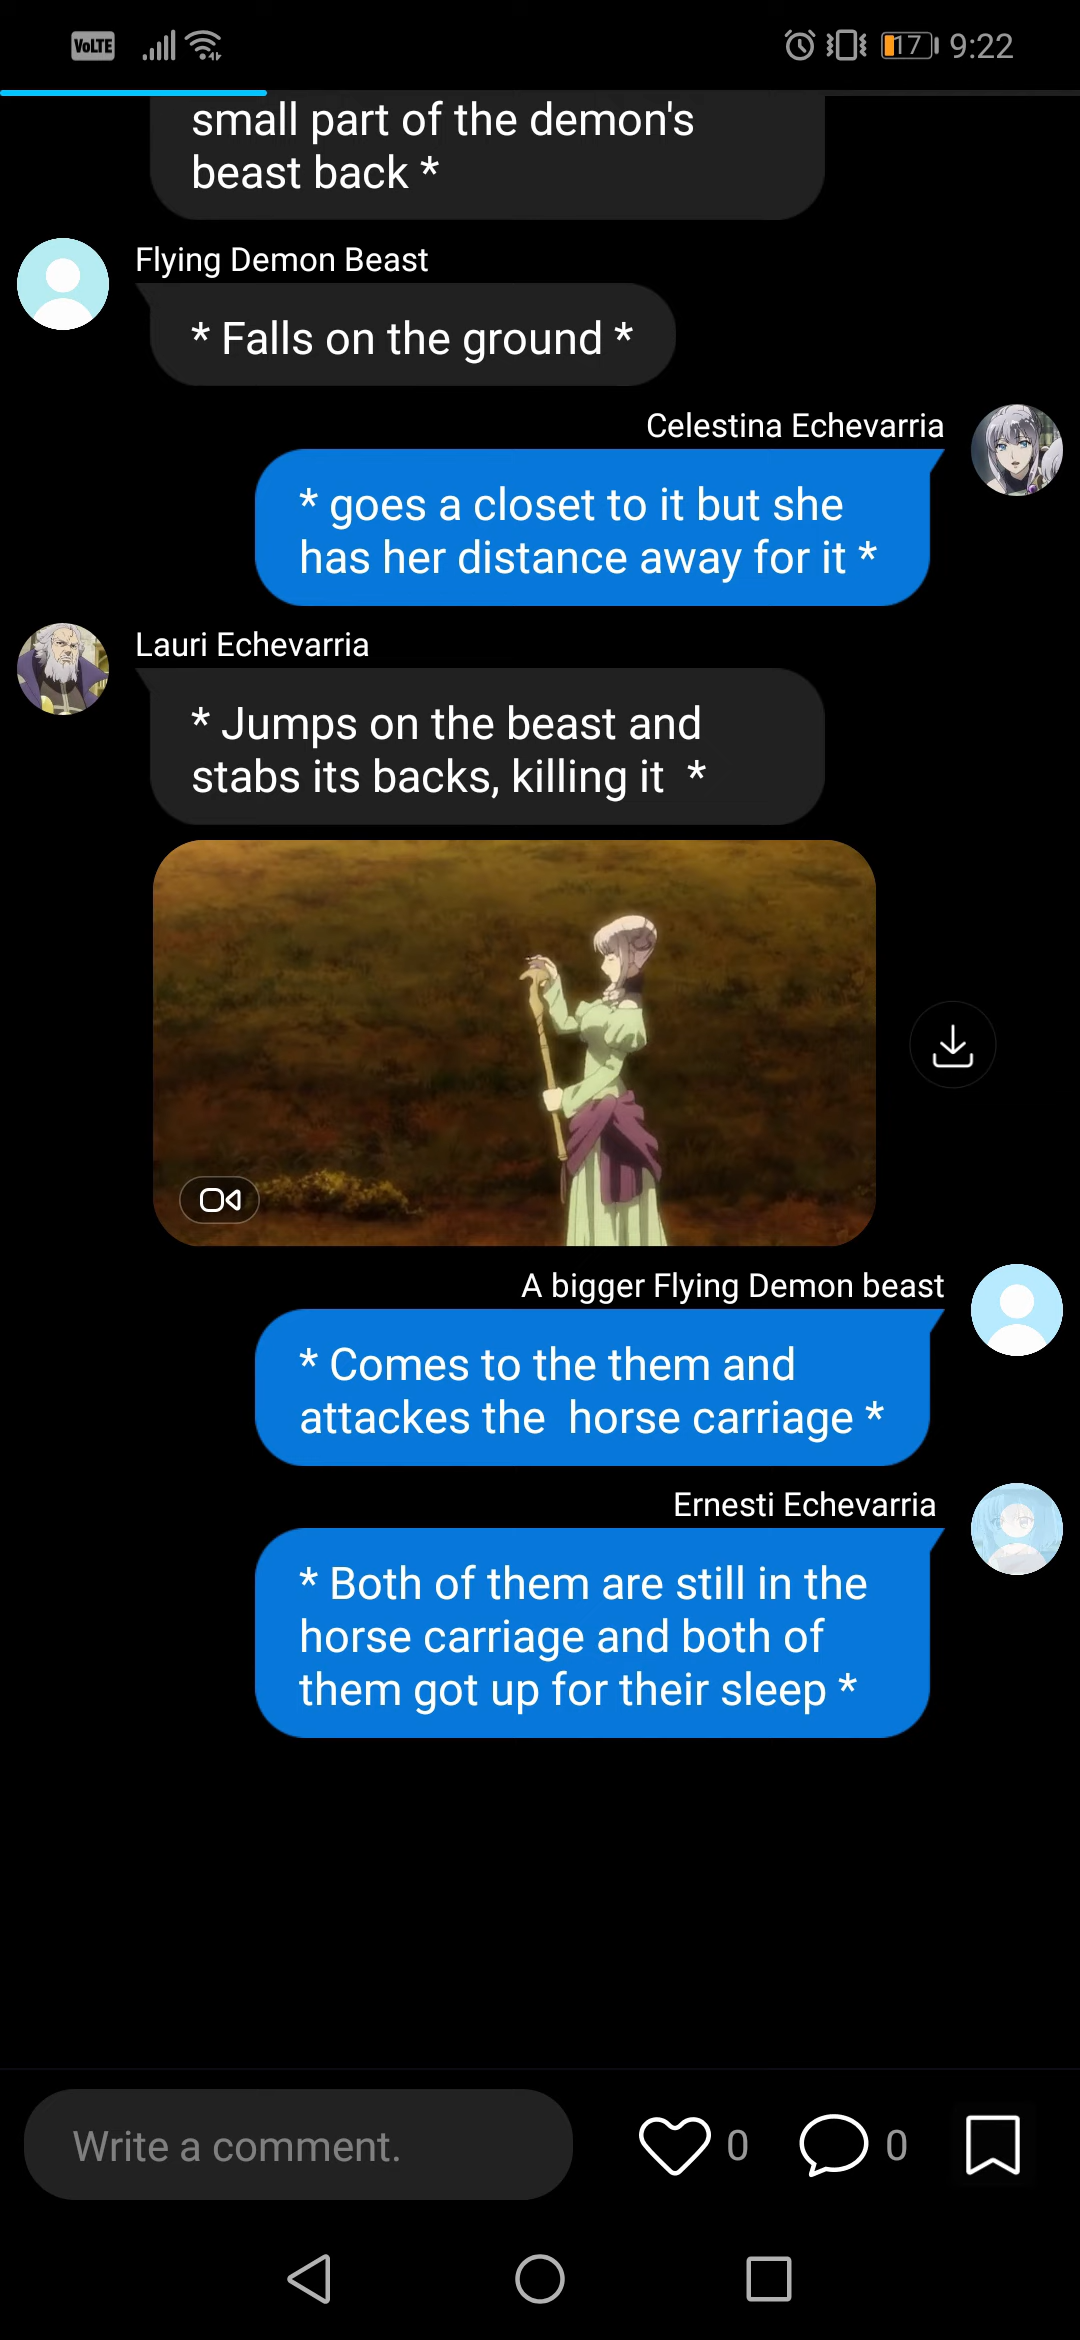 VoLTE 17 9:22
small part of the demon's
beast back *
Flying Demon Beast
* Falls on the ground *
Celestina Echevarria
* goes a closet to it but she
has her distance away for it *
Lauri Echevarria
* Jumps on the beast and
stabs its backs, killing it  *
A bigger Flying Demon beast
* Comes to the them and
attackes the  horse carriage *
Ernesti Echevarria
* Both of them are still in the
horse carriage and both of
them got up for their sleep *
Write a comment. 0 0